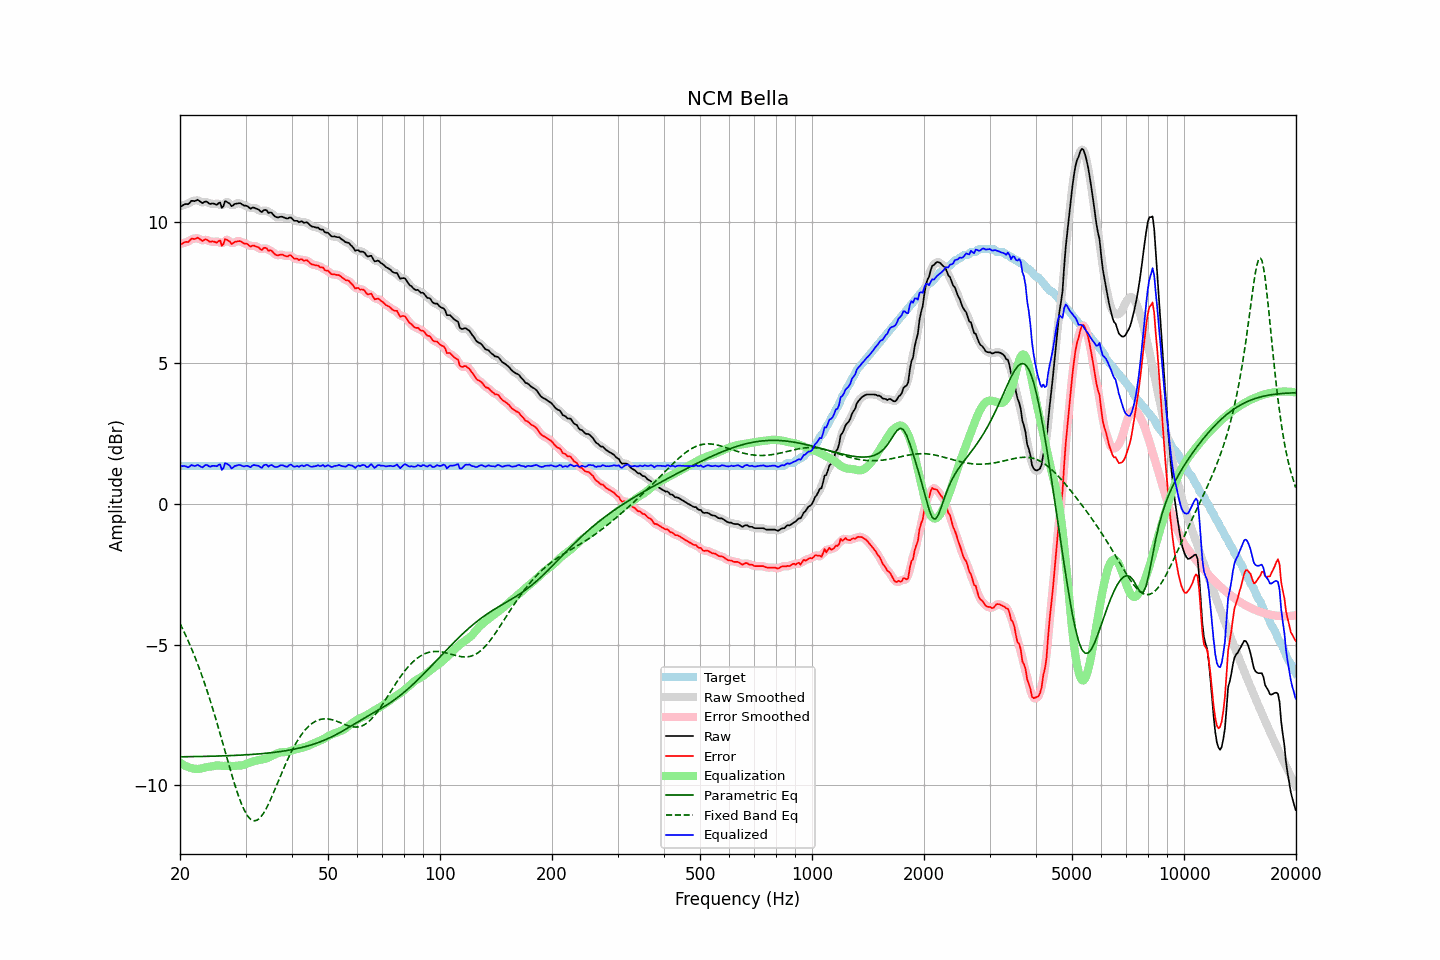 NCM Bella
Amplitude (dBr)
10
5
0
−5
−10
20
50
100
200
500
1000
2000
5000
10000
20000
Frequency (Hz)
Target
Raw Smoothed
Error Smoothed
Raw
Error
Equalization
Parametric Eq
Fixed Band Eq
Equalized